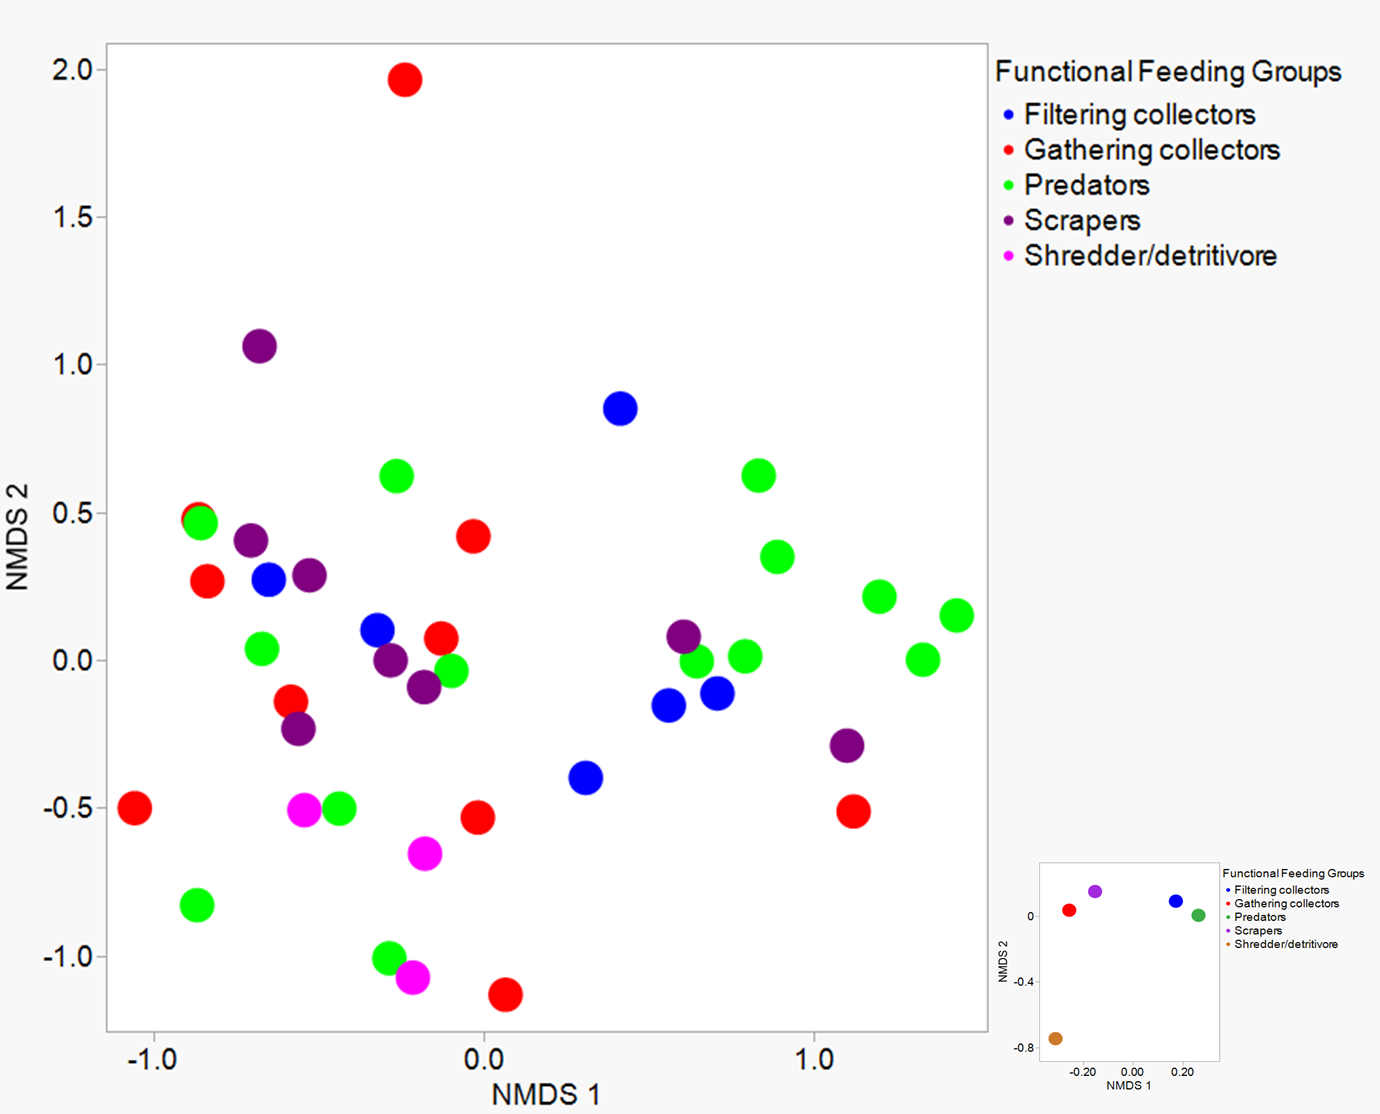 Functional Feeding Groups
Filtering collectors
Gathering collectors
Predators
Scrapers
Shredder/detritivore
NMDS 2
2.0
1.5
1.0
0.5
0.0
-0.5
-1.0
-1.0
0.0
1.0
NMDS 1
Functional Feeding Groups
Filtering collectors
Gathering collectors
Predators
Scrapers
Shredder/detritivore
NMDS 2
0
-0.4
-0.8
-0.20
0.00
0.20
NMDS 1